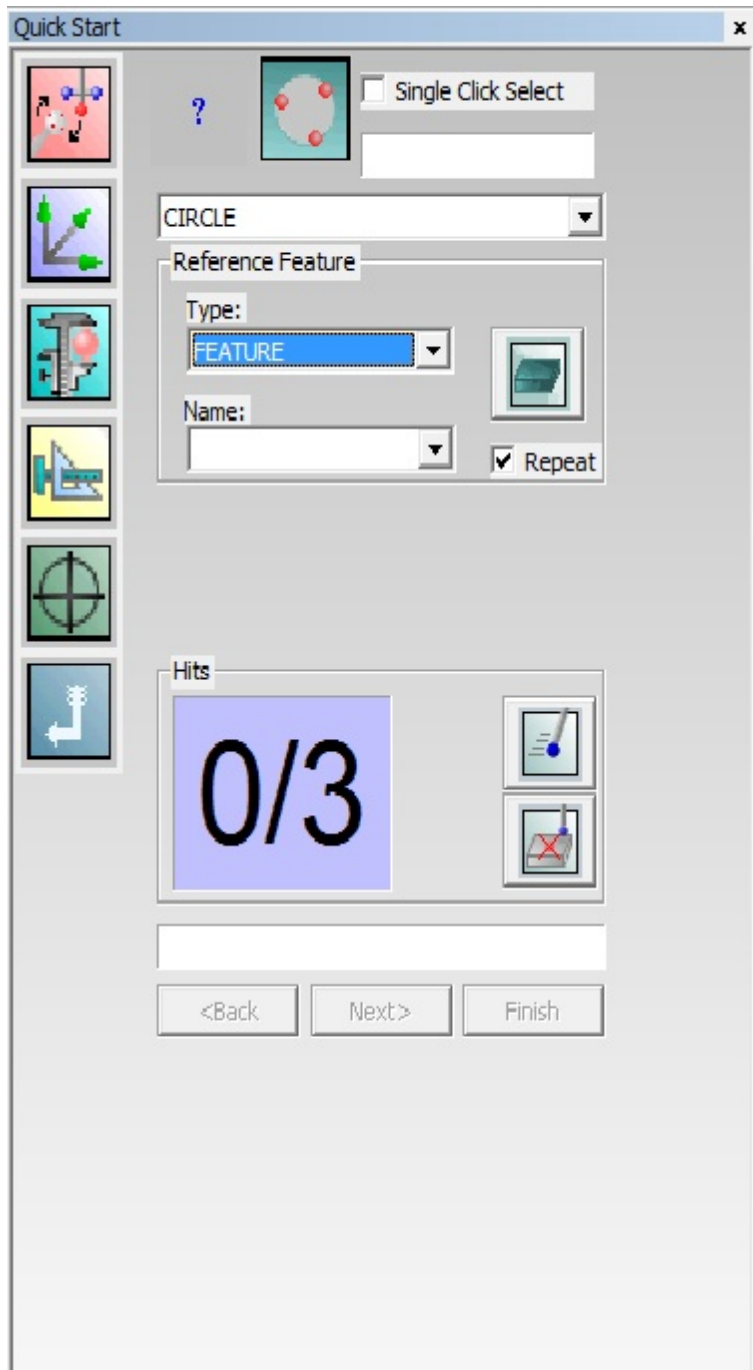 Quick Start
x
?
Single Click Select
CIRCLE
Reference Feature
Type:
FEATURE
Name:
Repeat
Hits
0/3
<Back Next> Finish